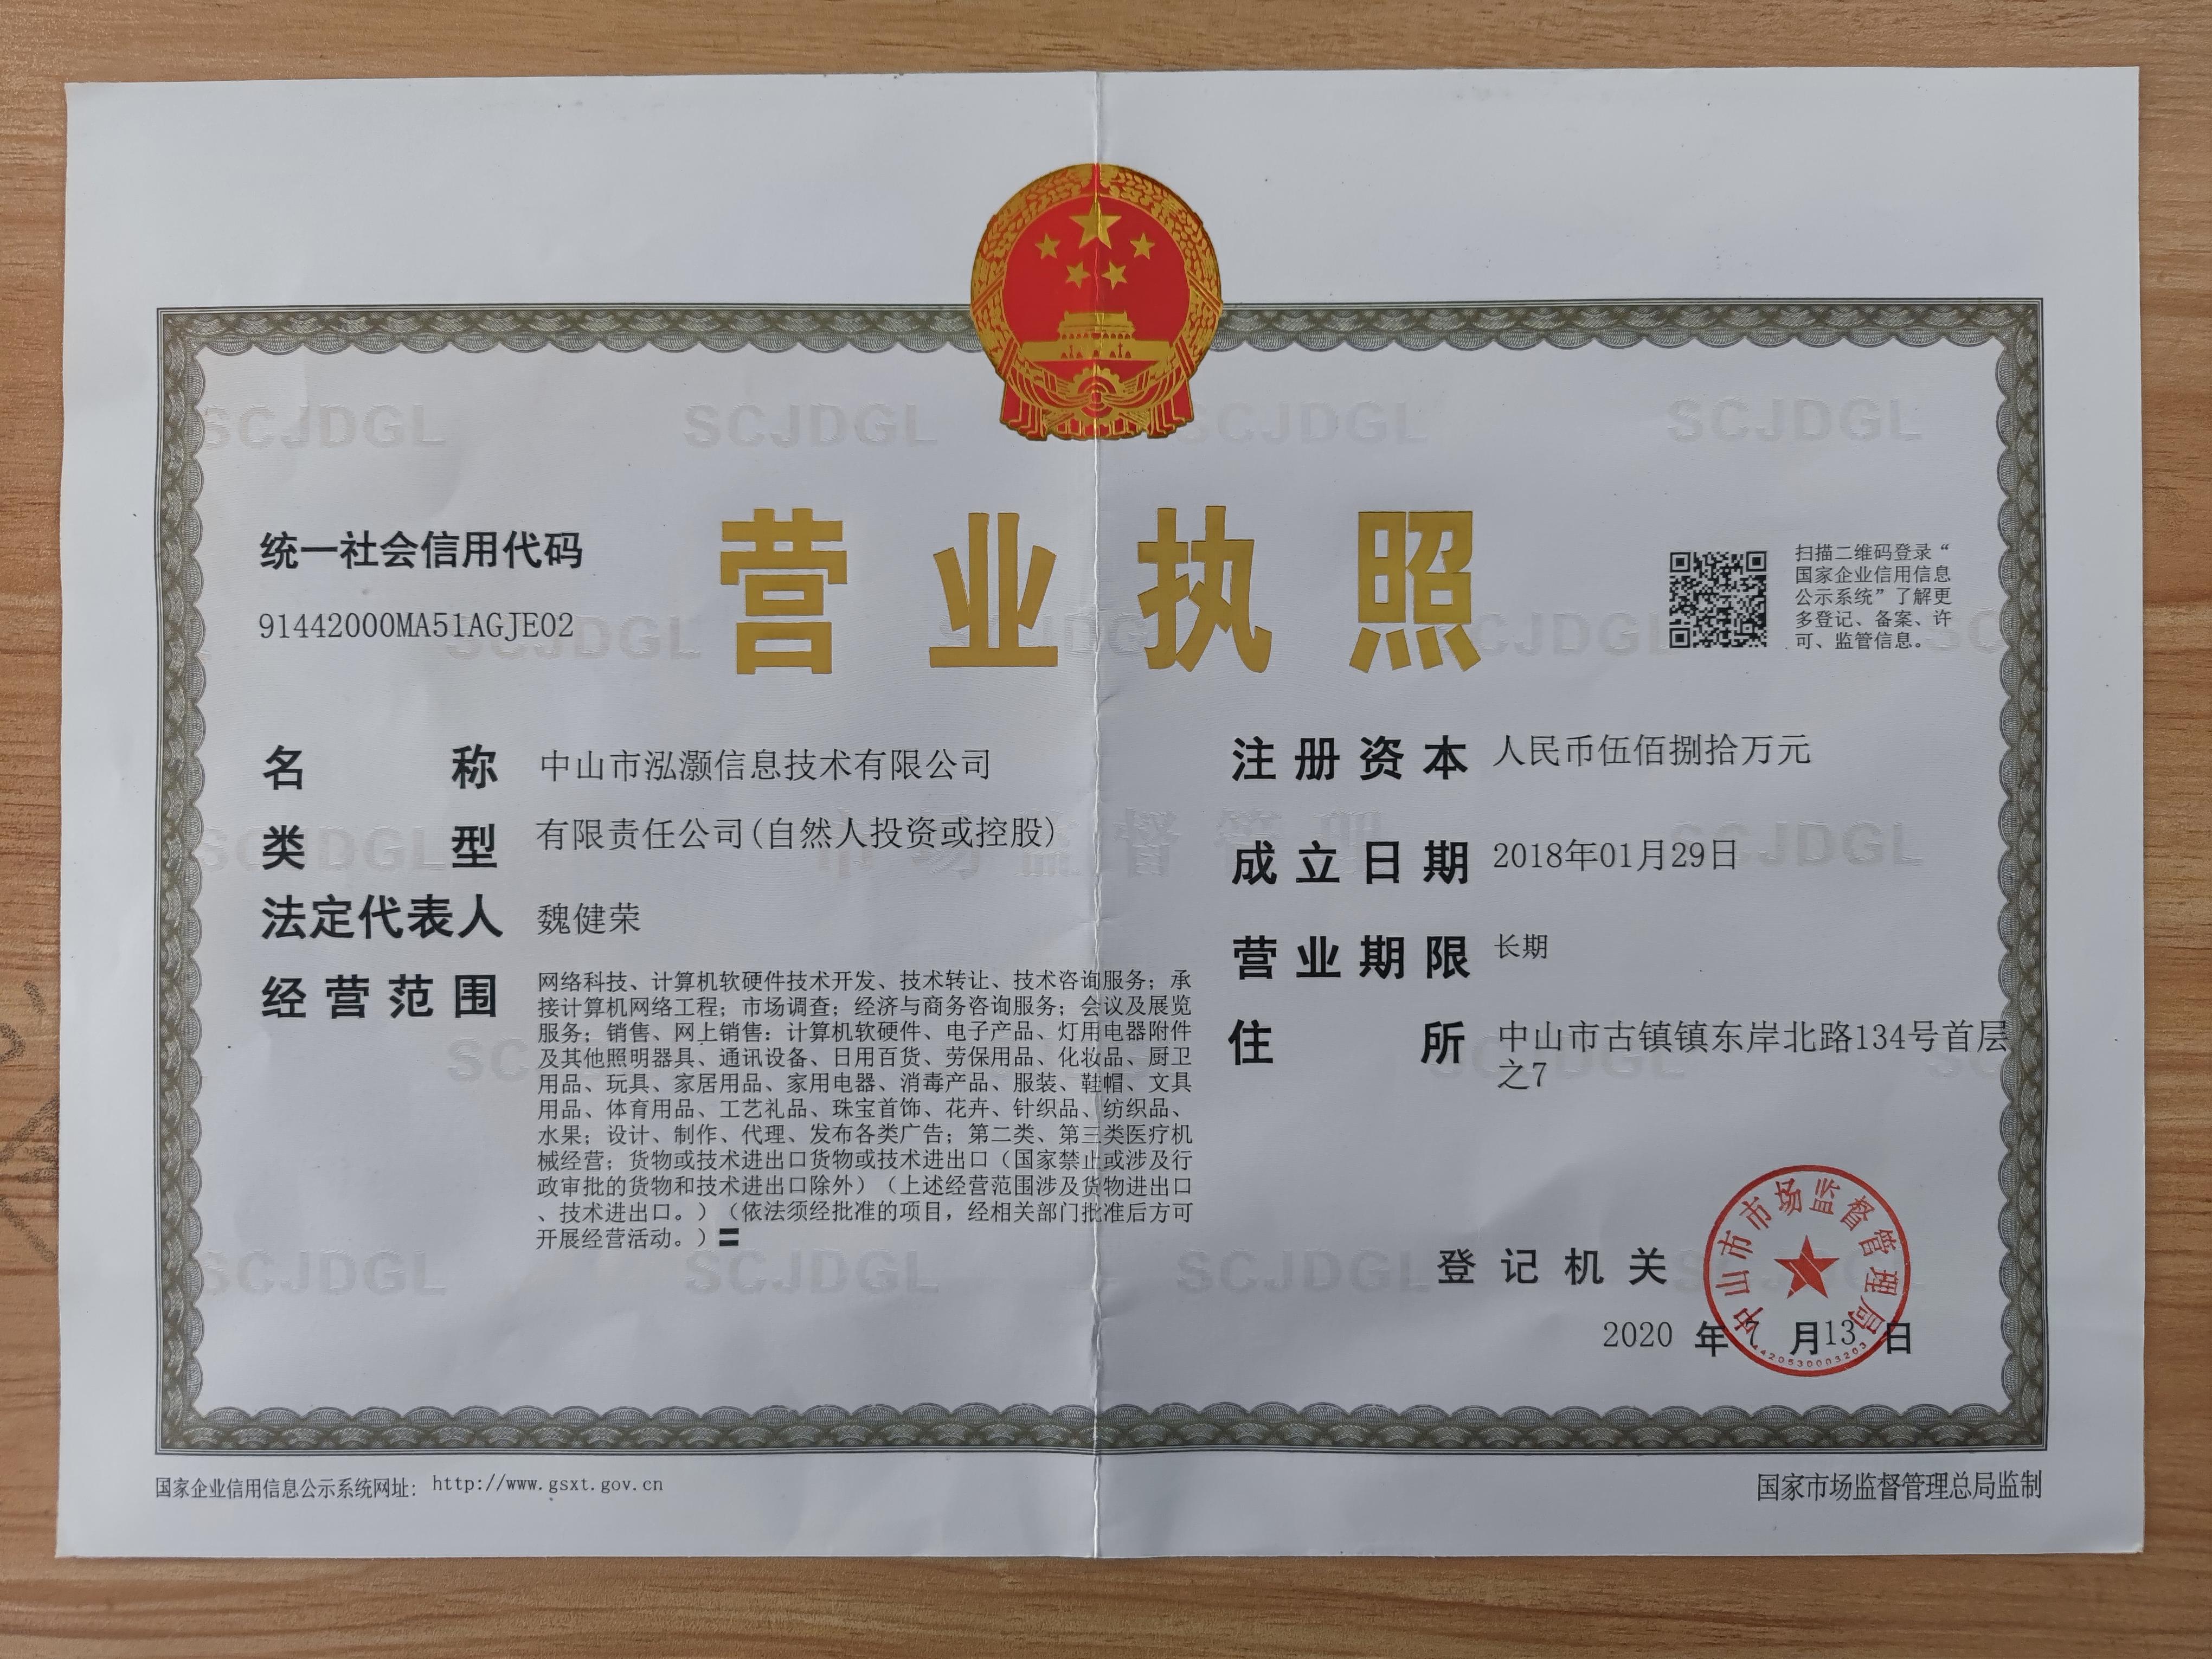 统一社会信用代码
91442000MA51AGJE02
营业执照
扫描二维码登录“
国家企业信用信息
公示系统”了解更
多登记、备案、许
可、监管信息。
名称 中山市泓灏信息技术有限公司
类型 有限责任公司(自然人投资或控股)
法定代表人 魏健荣
经营范围 网络科技、计算机软硬件技术开发、技术转让、技术咨询服务；承
接计算机网络工程；市场调查；经济与商务咨询服务；会议及展览
服务；销售、网上销售：计算机软硬件、电子产品、灯用电器附件
及其他照明器具、通讯设备、日用百货、劳保用品、化妆品、厨卫
用品、玩具、家居用品、家用电器、消毒产品、服装、鞋帽、文具
用品、体育用品、工艺礼品、珠宝首饰、花卉、针织品、纺织品、
水果；设计、制作、代理、发布各类广告；第二类、第三类医疗机
械经营；货物或技术进出口货物或技术进出口（国家禁止或涉及行
政审批的货物和技术进出口除外）（上述经营范围涉及货物进出口
、技术进出口。）（依法须经批准的项目，经相关部门批准后方可
开展经营活动。）〓
注册资本 人民币伍佰捌拾万元
成立日期 2018年01月29日
营业期限 长期
住所 中山市古镇镇东岸北路134号首层
之7
登记机关
中山市市场监督管理局
4420630003203
2020 年 7 月 13 日
国家企业信用信息公示系统网址： http://www.gsxt.gov.cn
国家市场监督管理总局监制
SCJDGL
市场监督管理